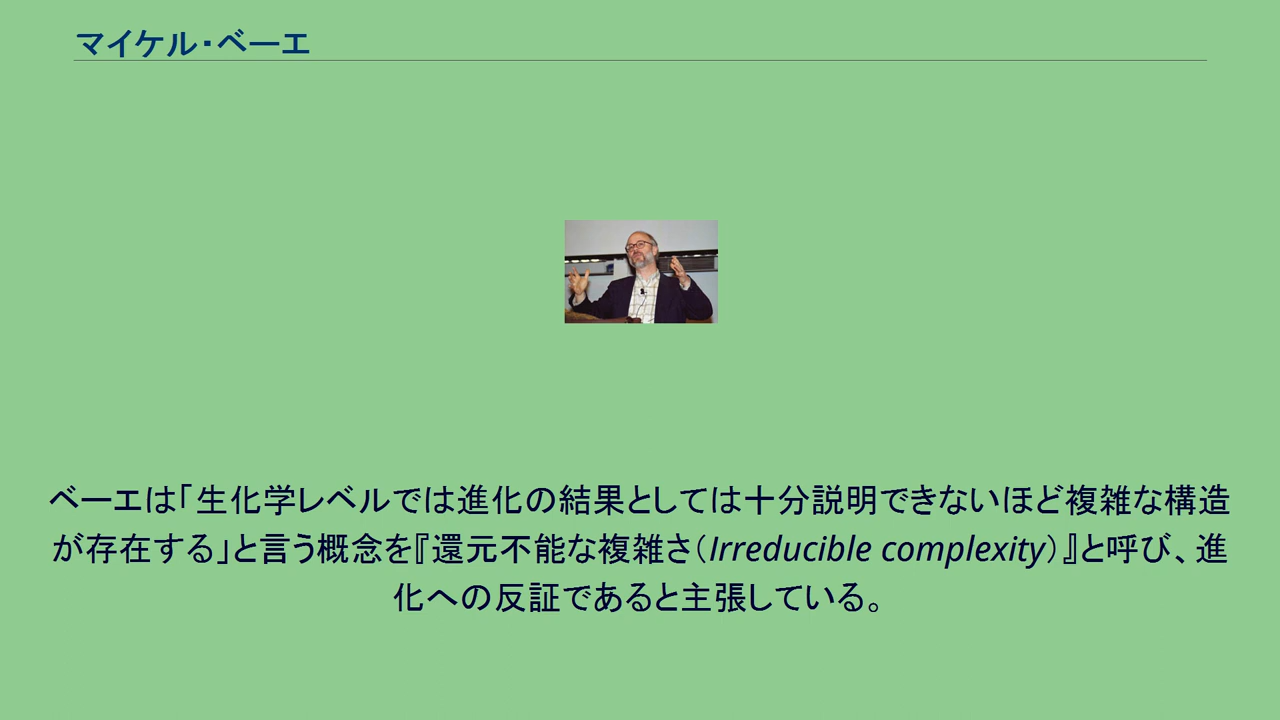 マイケル・ベーエ
ベーエは「生化学レベルでは進化の結果としては十分説明できないほど複雑な構造
が存在する」と言う概念を『還元不能な複雑さ（Irreducible complexity）』と呼び、進
化への反証であると主張している。